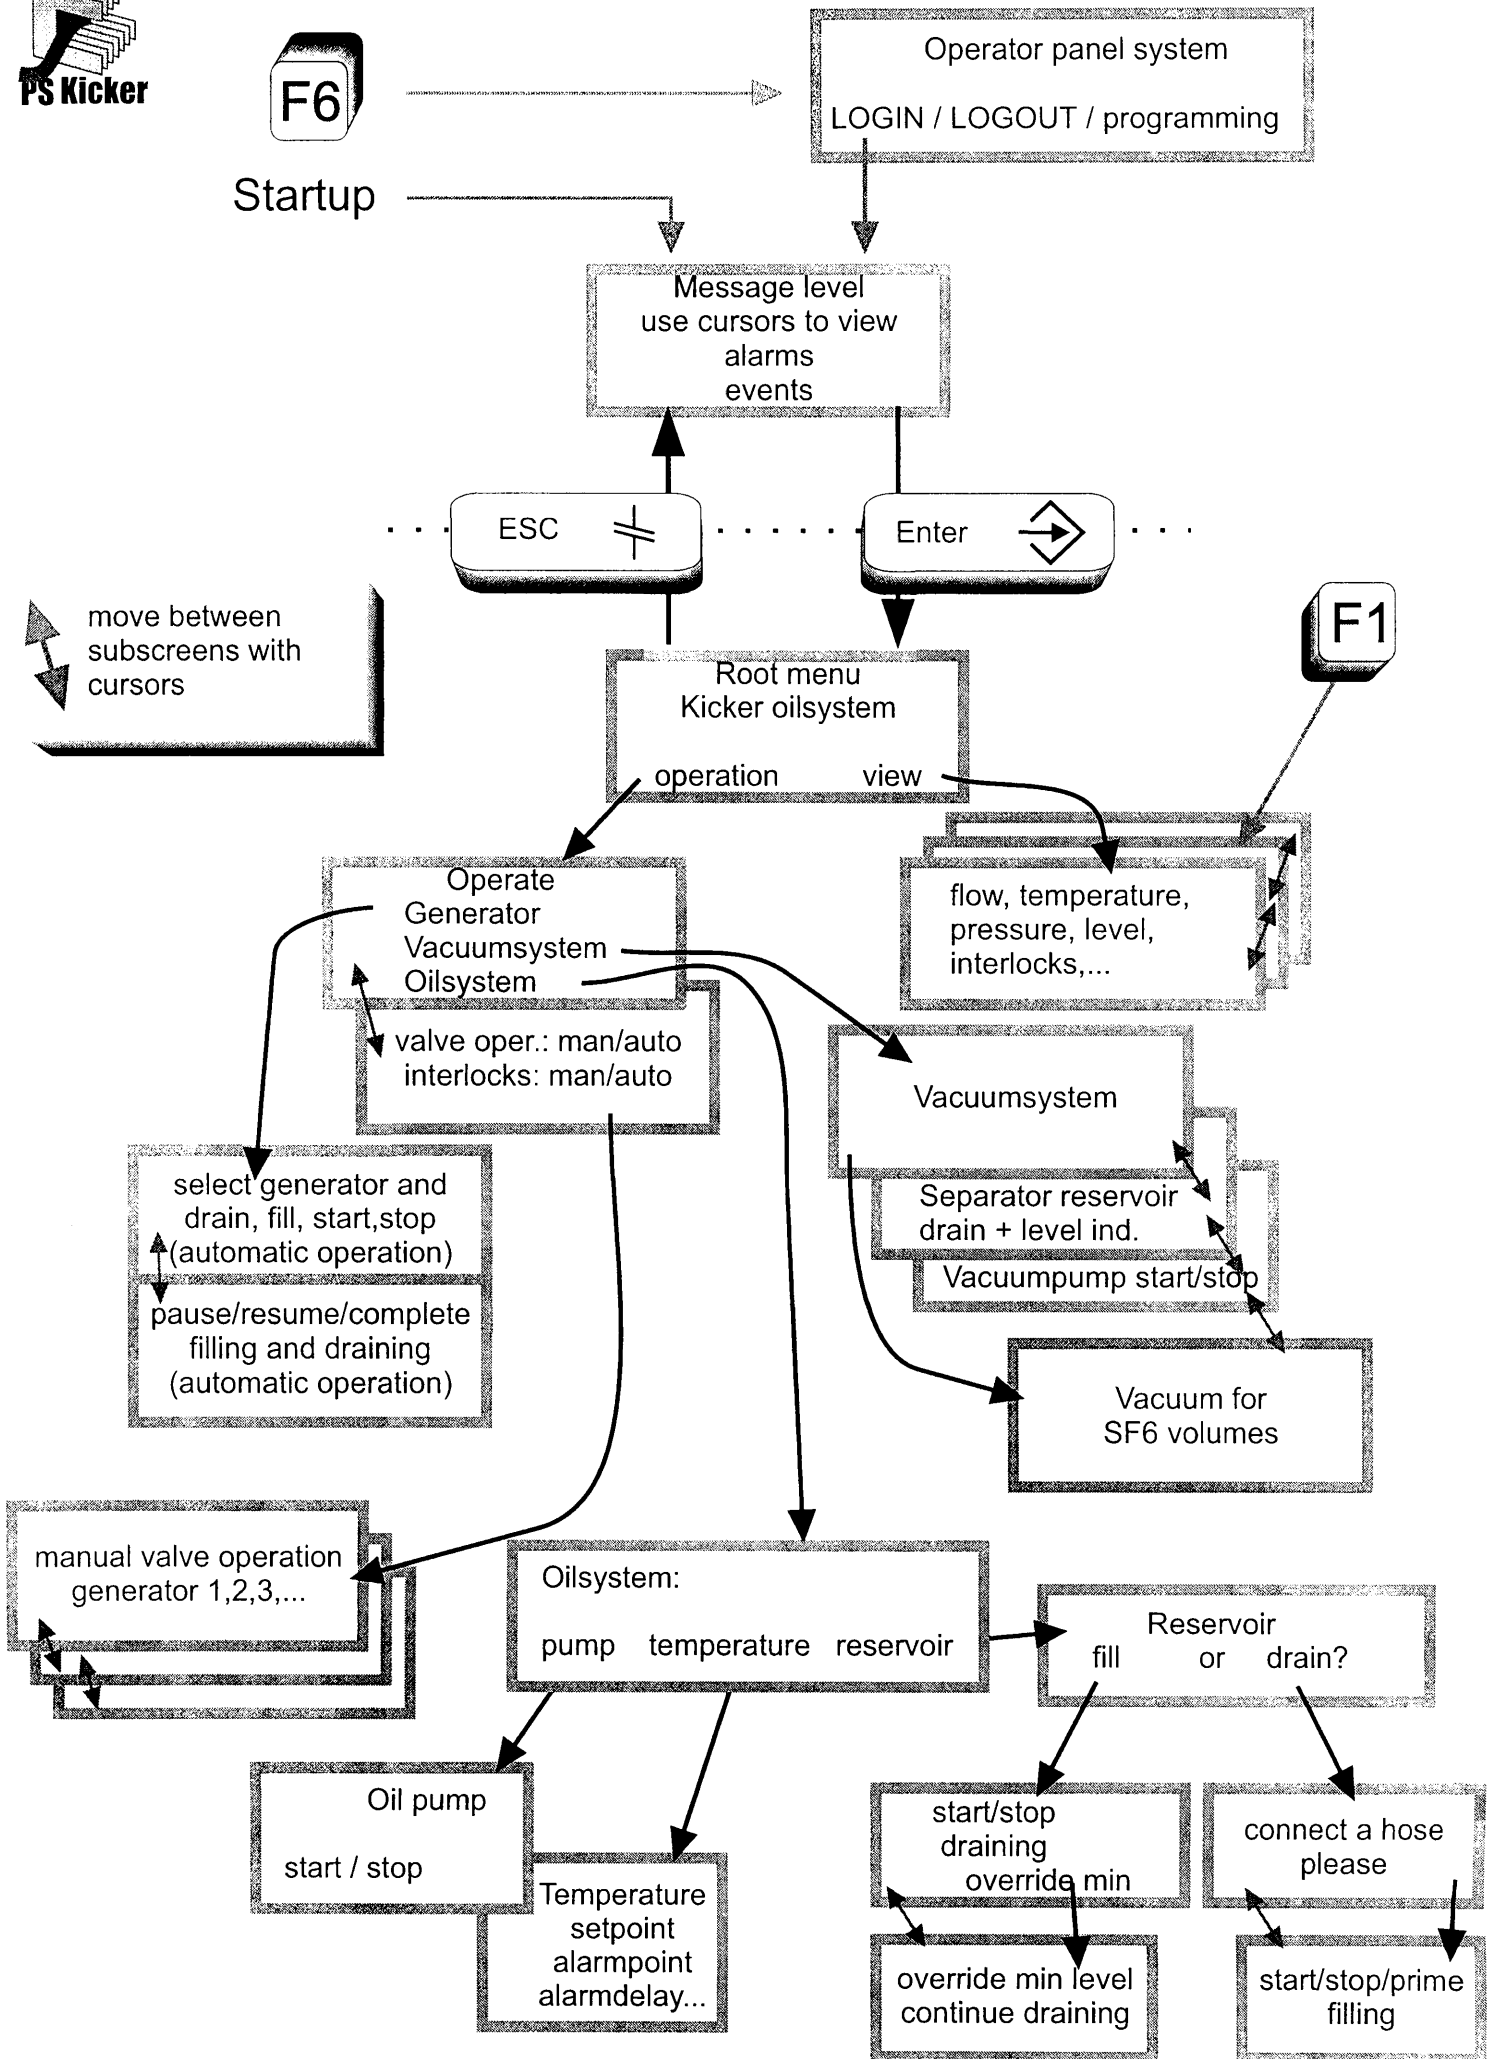 PS Kicker
F6
Operator panel system
LOGIN / LOGOUT / programming
Startup
Message level
use cursors to view
alarms
events
ESC
Enter
move between
subscreens with
cursors
F1
Root menu
Kicker oilsystem
operation view
Operate
Generator
Vacuumsystem
Oilsystem
flow, temperature,
pressure, level,
interlocks,...
valve oper.: man/auto
interlocks: man/auto
Vacuumsystem
select generator and
drain, fill, start,stop
(automatic operation)
Separator reservoir
drain + level ind.
Vacuumpump start/stop
pause/resume/complete
filling and draining
(automatic operation)
Vacuum for
SF6 volumes
manual valve operation
generator 1,2,3,...
Oilsystem:
pump temperature reservoir
Reservoir
fill or drain?
Oil pump
start / stop
Temperature
setpoint
alarmpoint
alarmdelay...
start/stop
draining
override min
connect a hose
please
override min level
continue draining
start/stop/prime
filling